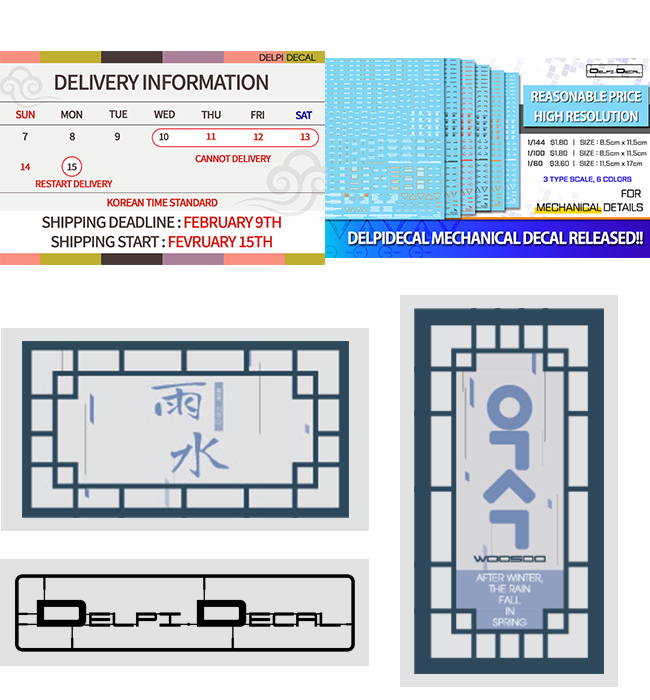 DELPI DECAL
DELIVERY INFORMATION
SUN MON TUE WED THU FRI SAT
7 8 9 10 11 12 13
CANNOT DELIVERY
14 15
RESTART DELIVERY
KOREAN TIME STANDARD
SHIPPING DEADLINE : FEBRUARY 9TH
SHIPPING START : FEVRUARY 15TH
DELPI DECAL
REASONABLE PRICE
HIGH RESOLUTION
1/144 $1.80 | SIZE : 8,5cm x 11,5cm
1/100 $1.80 | SIZE : 8,5cm x 11,5cm
1/60 $3.60 | SIZE : 11,5cm x 17cm
3 TYPE SCALE, 6 COLORS
FOR
MECHANICAL DETAILS
DELPIDECAL MECHANICAL DECAL RELEASED!!
雨
水
DELPI DECAL
우수
WOOSOO
AFTER WINTER,
THE RAIN
FALL
IN
SPRING